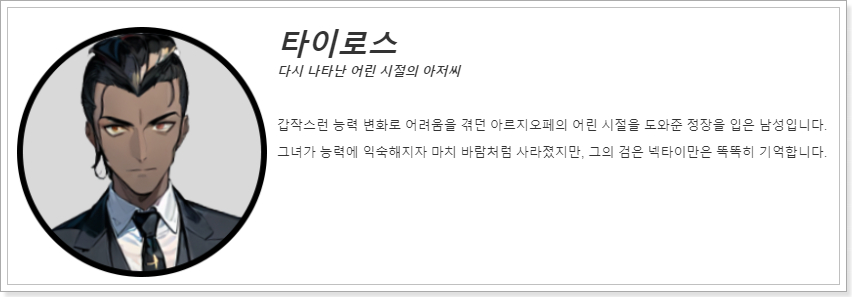 타이로스
다시 나타난 어린 시절의 아저씨
갑작스런 능력 변화로 어려움을 겪던 아르지오페의 어린 시절을 도와준 정장을 입은 남성입니다.
그녀가 능력에 익숙해지자 마치 바람처럼 사라졌지만, 그의 검은 넥타이만은 똑똑히 기억합니다.